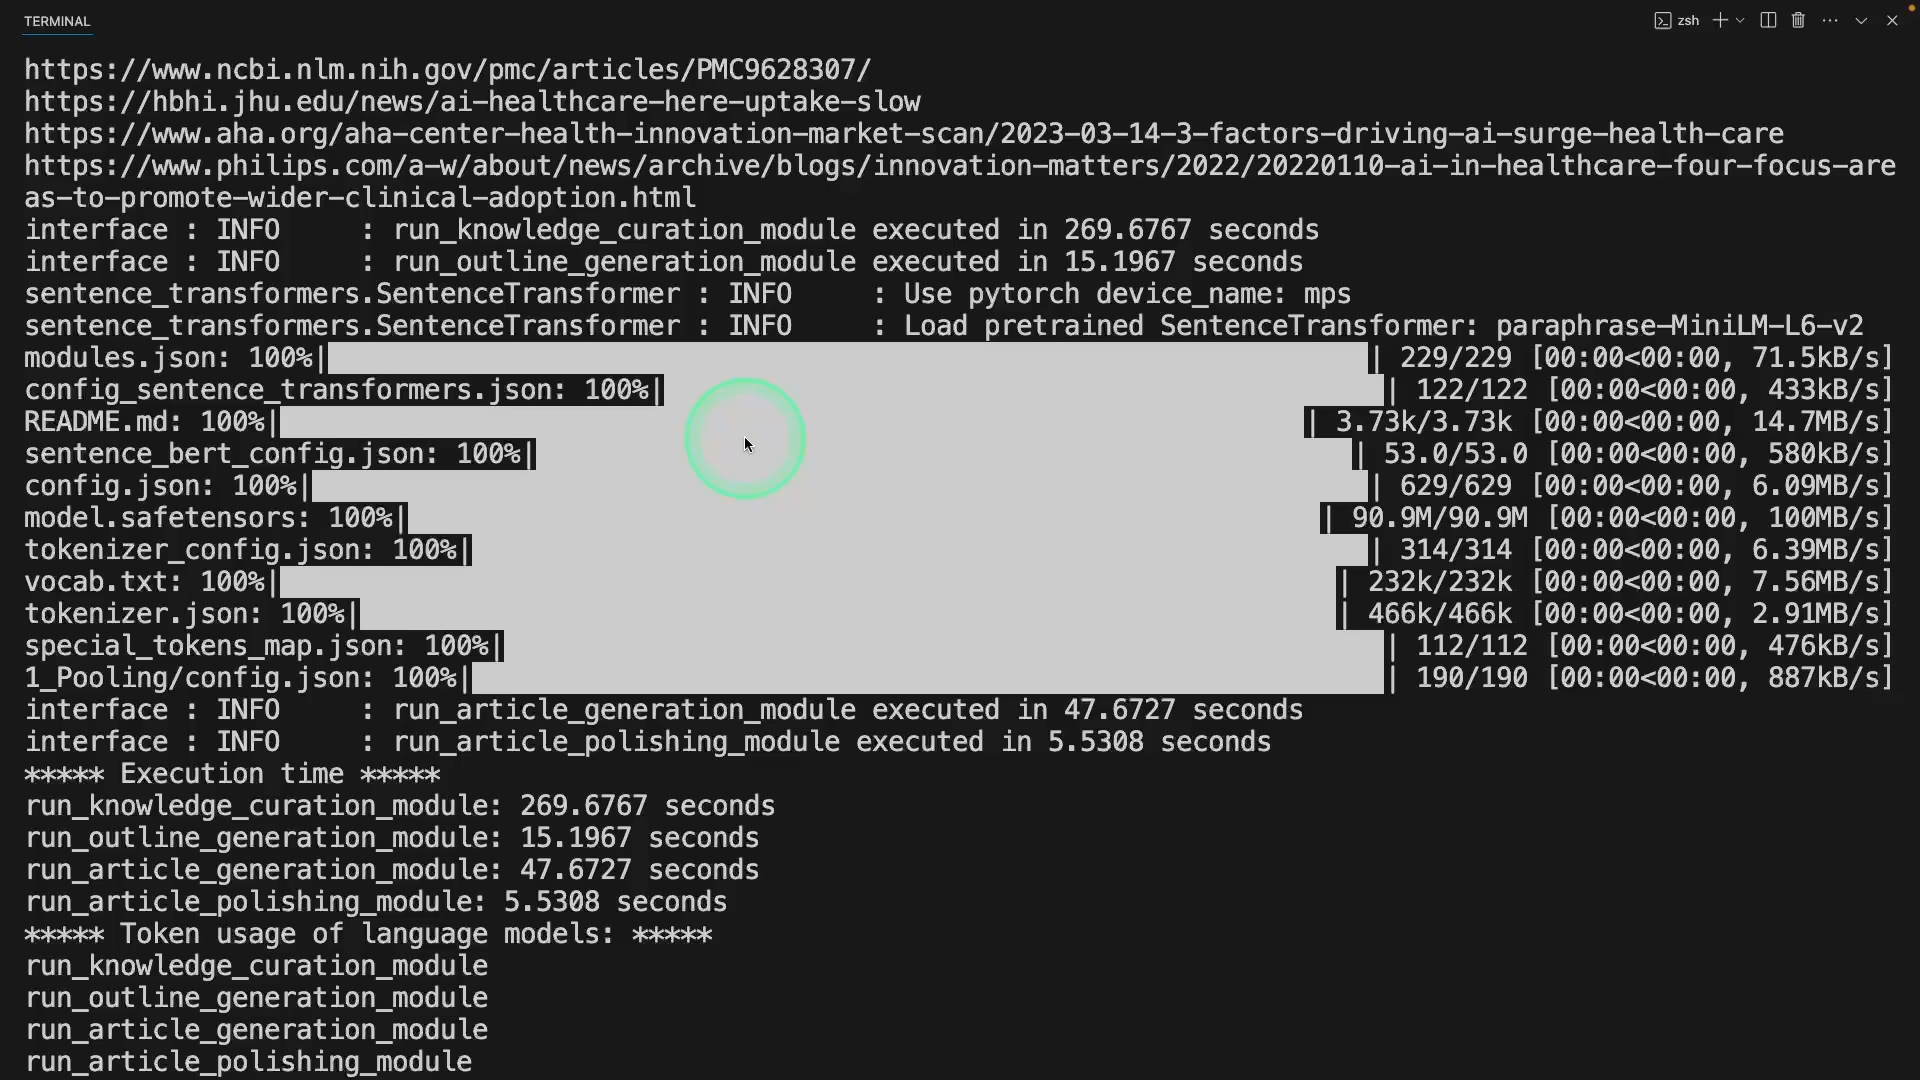 TERMINAL
zsh
https://www.ncbi.nlm.nih.gov/pmc/articles/PMC9628307/
https://hbhi.jhu.edu/news/ai-healthcare-here-uptake-slow
https://www.aha.org/aha-center-health-innovation-market-scan/2023-03-14-3-factors-driving-ai-surge-health-care
https://www.philips.com/a-w/about/news/archive/blogs/innovation-matters/2022/20220110-ai-in-healthcare-four-focus-are
as-to-promote-wider-clinical-adoption.html
interface : INFO     : run_knowledge_curation_module executed in 269.6767 seconds
interface : INFO     : run_outline_generation_module executed in 15.1967 seconds
sentence_transformers.SentenceTransformer : INFO     : Use pytorch device_name: mps
sentence_transformers.SentenceTransformer : INFO     : Load pretrained SentenceTransformer: paraphrase-MiniLM-L6-v2
modules.json: 100%| | 229/229 [00:00<00:00, 71.5kB/s]
config_sentence_transformers.json: 100%| | 122/122 [00:00<00:00, 433kB/s]
README.md: 100%| | 3.73k/3.73k [00:00<00:00, 14.7MB/s]
sentence_bert_config.json: 100%| | 53.0/53.0 [00:00<00:00, 580kB/s]
config.json: 100%| | 629/629 [00:00<00:00, 6.09MB/s]
model.safetensors: 100%| | 90.9M/90.9M [00:00<00:00, 100MB/s]
tokenizer_config.json: 100%| | 314/314 [00:00<00:00, 6.39MB/s]
vocab.txt: 100%| | 232k/232k [00:00<00:00, 7.56MB/s]
tokenizer.json: 100%| | 466k/466k [00:00<00:00, 2.91MB/s]
special_tokens_map.json: 100%| | 112/112 [00:00<00:00, 476kB/s]
1_Pooling/config.json: 100%| | 190/190 [00:00<00:00, 887kB/s]
interface : INFO     : run_article_generation_module executed in 47.6727 seconds
interface : INFO     : run_article_polishing_module executed in 5.5308 seconds
***** Execution time *****
run_knowledge_curation_module: 269.6767 seconds
run_outline_generation_module: 15.1967 seconds
run_article_generation_module: 47.6727 seconds
run_article_polishing_module: 5.5308 seconds
***** Token usage of language models: *****
run_knowledge_curation_module
run_outline_generation_module
run_article_generation_module
run_article_polishing_module